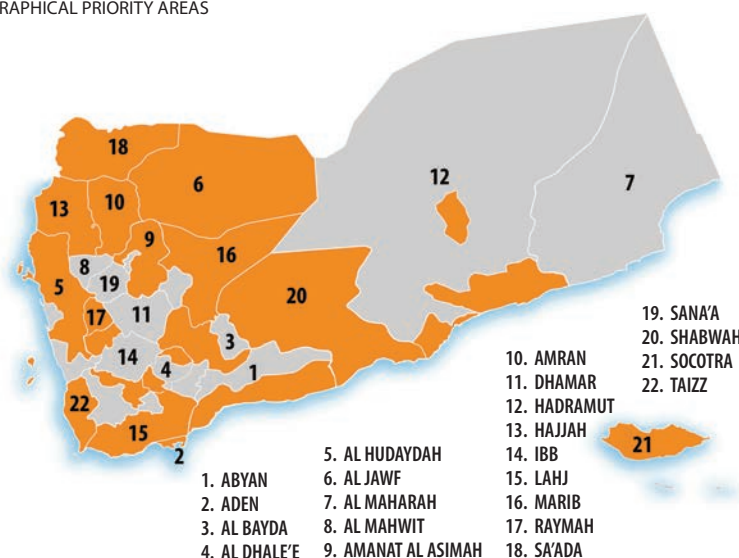 RAPHICAL PRIORITY AREAS
18
6
12
7
13
10
9
16
8
19
5
20
17
11
3
14
4
1
22
15
2
21
1. ABYAN
2. ADEN
3. AL BAYDA
4. AL DHALE'E
5. AL HUDAYDAH
6. AL JAWF
7. AL MAHARAH
8. AL MAHWIT
9. AMANAT AL ASIMAH
10. AMRAN
11. DHAMAR
12. HADRAMUT
13. HAJJAH
14. IBB
15. LAHJ
16. MARIB
17. RAYMAH
18. SA'ADA
19. SANA'A
20. SHABWAH
21. SOCOTRA
22. TAIZZ